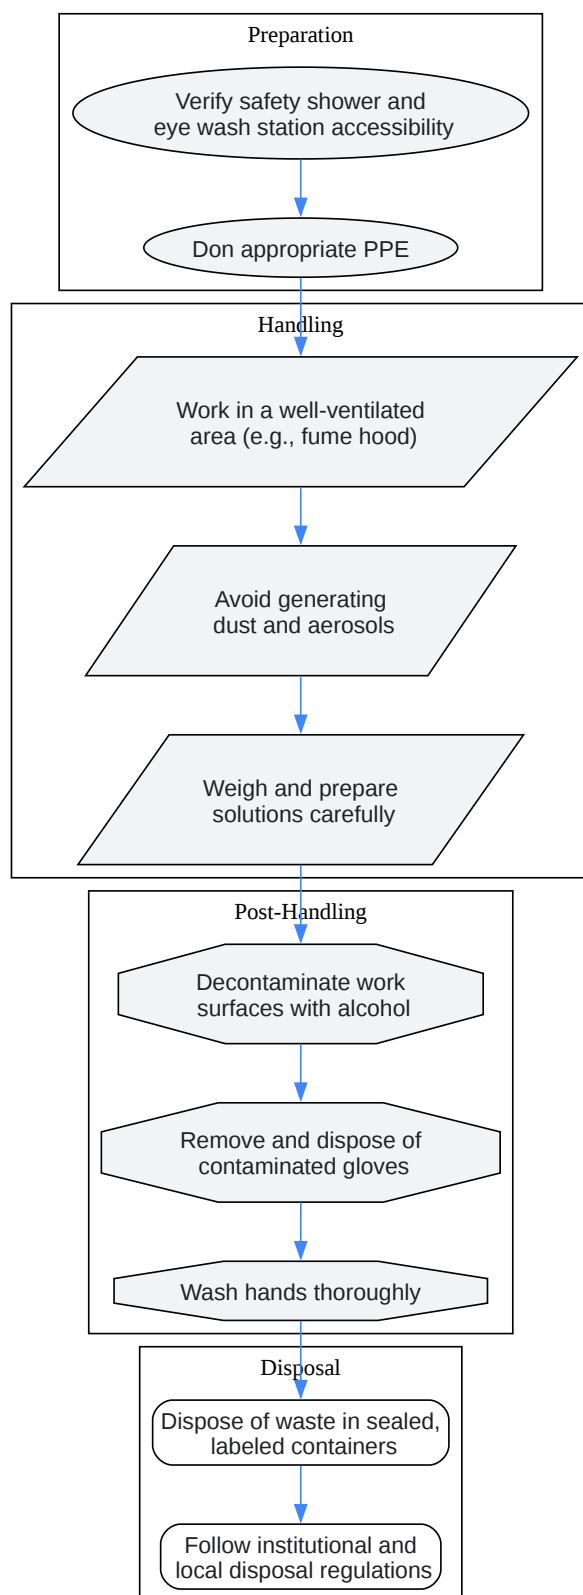 Preparation
Verify safety shower and
eye wash station accessibility
Don appropriate PPE
Handling
Work in a well-ventilated
area (e.g., fume hood)
Avoid generating
dust and aerosols
Weigh and prepare
solutions carefully
Post-Handling
Decontaminate work
surfaces with alcohol
Remove and dispose of
contaminated gloves
Wash hands thoroughly
Disposal
Dispose of waste in sealed,
labeled containers
Follow institutional and
local disposal regulations